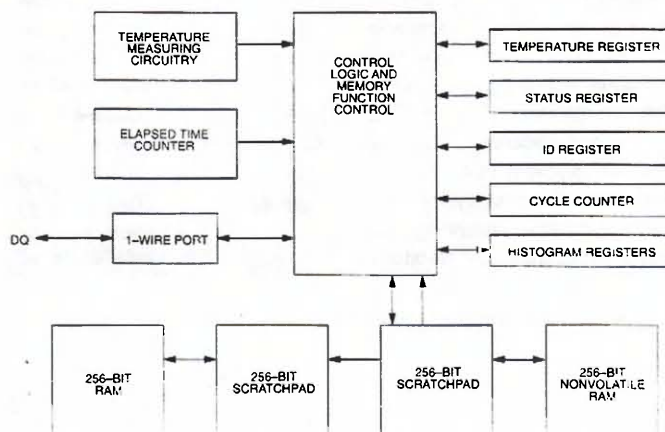 TEMPERATURE
MEASURING
CIRCUITRY
ELAPSED TIME
COUNTER
DQ
1–WIRE PORT
CONTROL
LOGIC AND
MEMORY
FUNCTION
CONTROL
TEMPERATURE REGISTER
STATUS REGISTER
ID REGISTER
CYCLE COUNTER
HISTOGRAM REGISTERS
256–BIT
RAM
256–BIT
SCRATCHPAD
256–BIT
SCRATCHPAD
256–BIT
NONVOLATILE
RAM